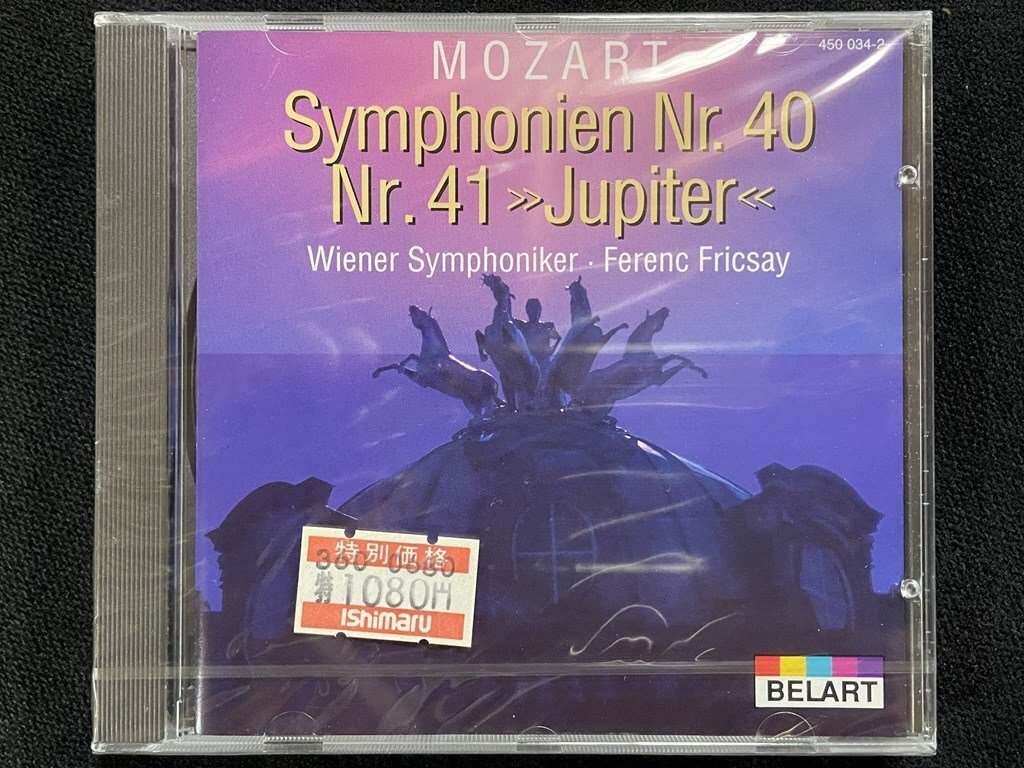 MOZART
450 034-2
Symphonien Nr. 40
Nr. 41 »Jupiter«
Wiener Symphoniker · Ferenc Fricsay
特別価格
特1080円
Ishimaru
BELART